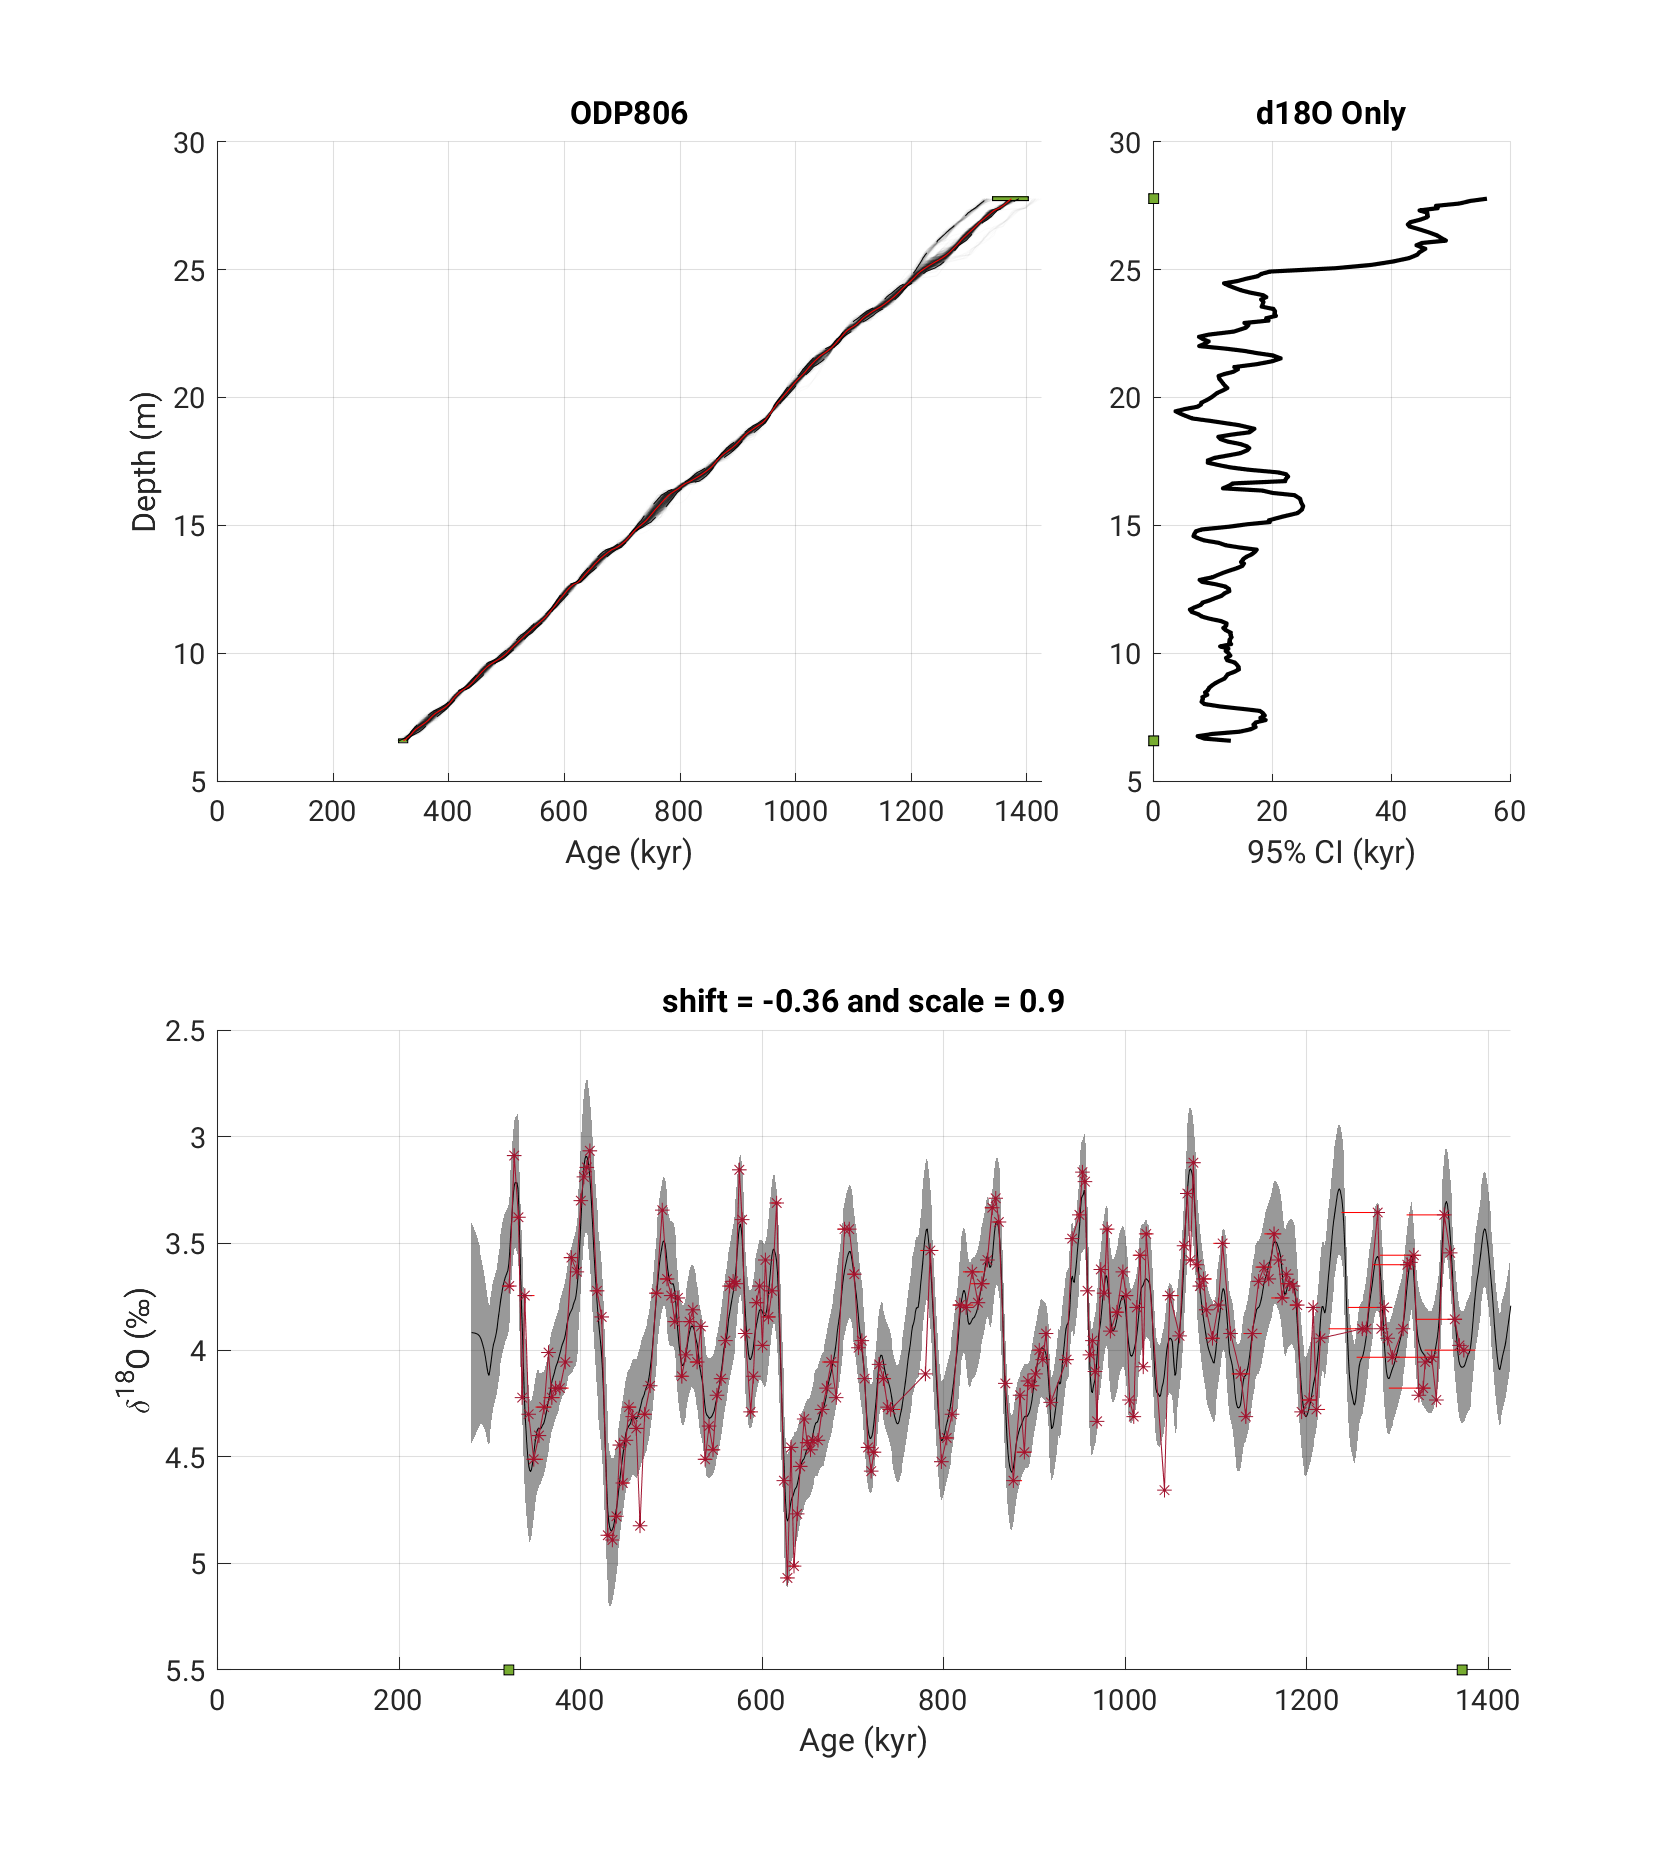 ODP806
30
25
20
15
10
5
Depth (m)
0 200 400 600 800 1000 1200 1400
Age (kyr)
d18O Only
30
25
20
15
10
5
0 20 40 60
95% CI (kyr)
shift = -0.36 and scale = 0.9
2.5
3
3.5
4
4.5
5
5.5
δ¹⁸O (‰)
0 200 400 600 800 1000 1200 1400
Age (kyr)